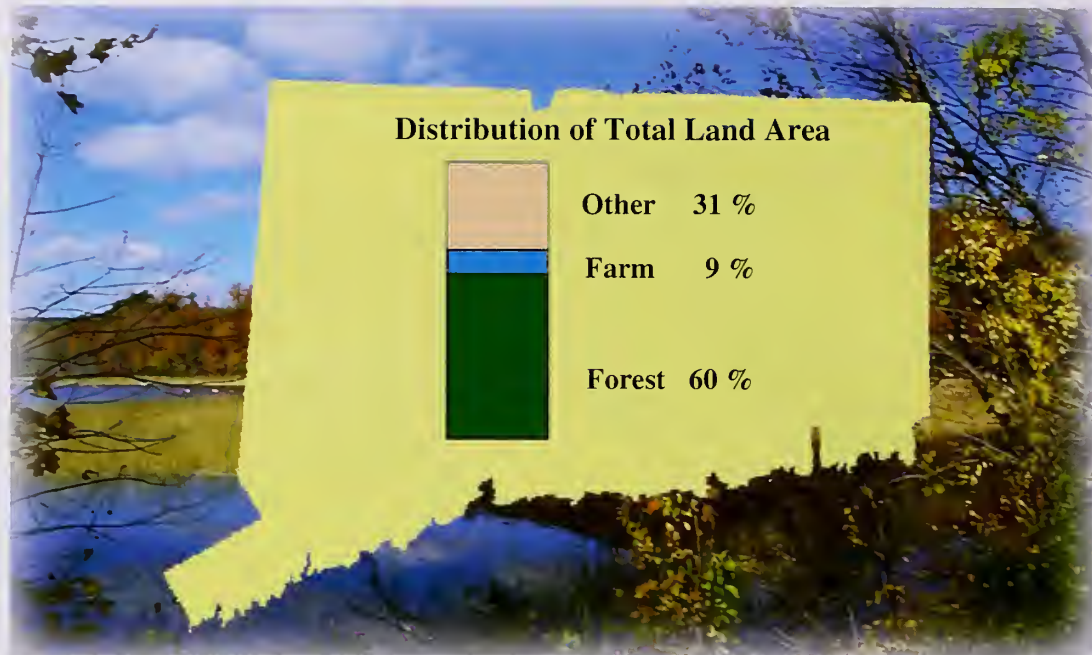 Distribution of Total Land Area
Other 31 %
Farm 9 %
Forest 60 %